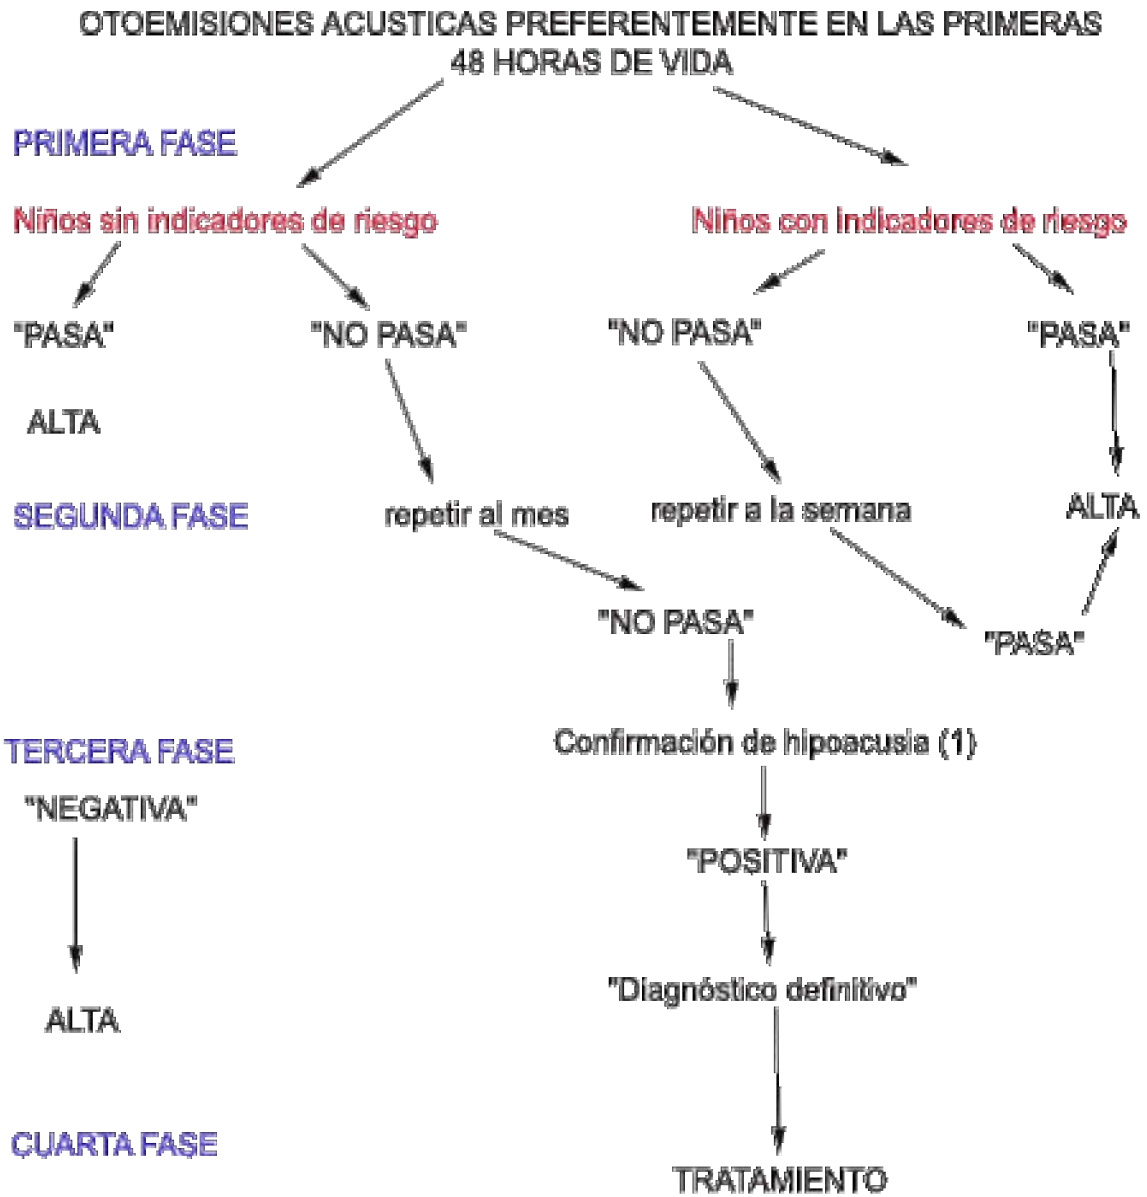 OTOEMISIONES ACUSTICAS PREFERENTEMENTE EN LAS PRIMERAS
48 HORAS DE VIDA
PRIMERA FASE
Niños sin indicadores de riesgo
Niños con indicadores de riesgo
"PASA"
"NO PASA"
"NO PASA"
"PASA"
ALTA
SEGUNDA FASE
repetir al mes
repetir a la semana
ALTA
"NO PASA"
"PASA"
TERCERA FASE
Confirmación de hipoacusia (1)
"NEGATIVA"
"POSITIVA"
"Diagnóstico definitivo"
ALTA
CUARTA FASE
TRATAMIENTO